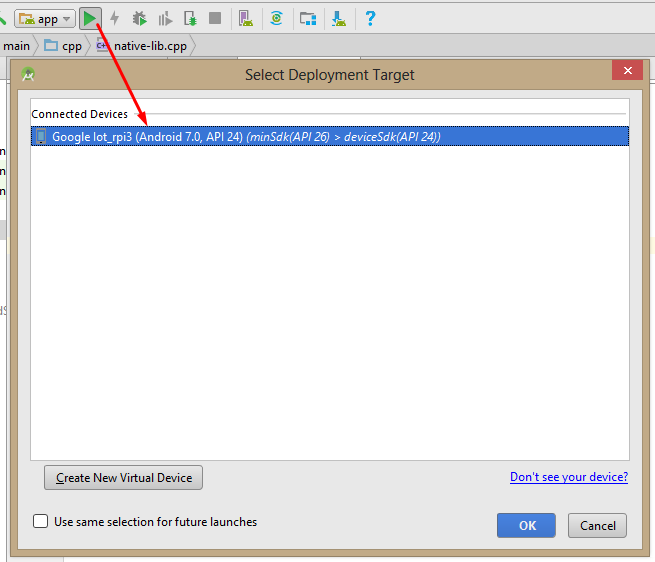 app
main cpp native-lib.cpp
Select Deployment Target
Connected Devices
Google Iot_rpi3 (Android 7.0, API 24) (minSdk(API 26) > deviceSdk(API 24))
Create New Virtual Device
Don't see your device?
Use same selection for future launches
OK Cancel